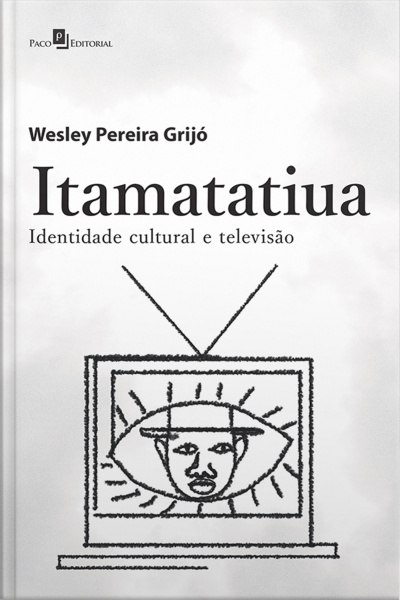 PACO EDITORIAL
Wesley Pereira Grijó
Itamatatiua
Identidade cultural e televisão